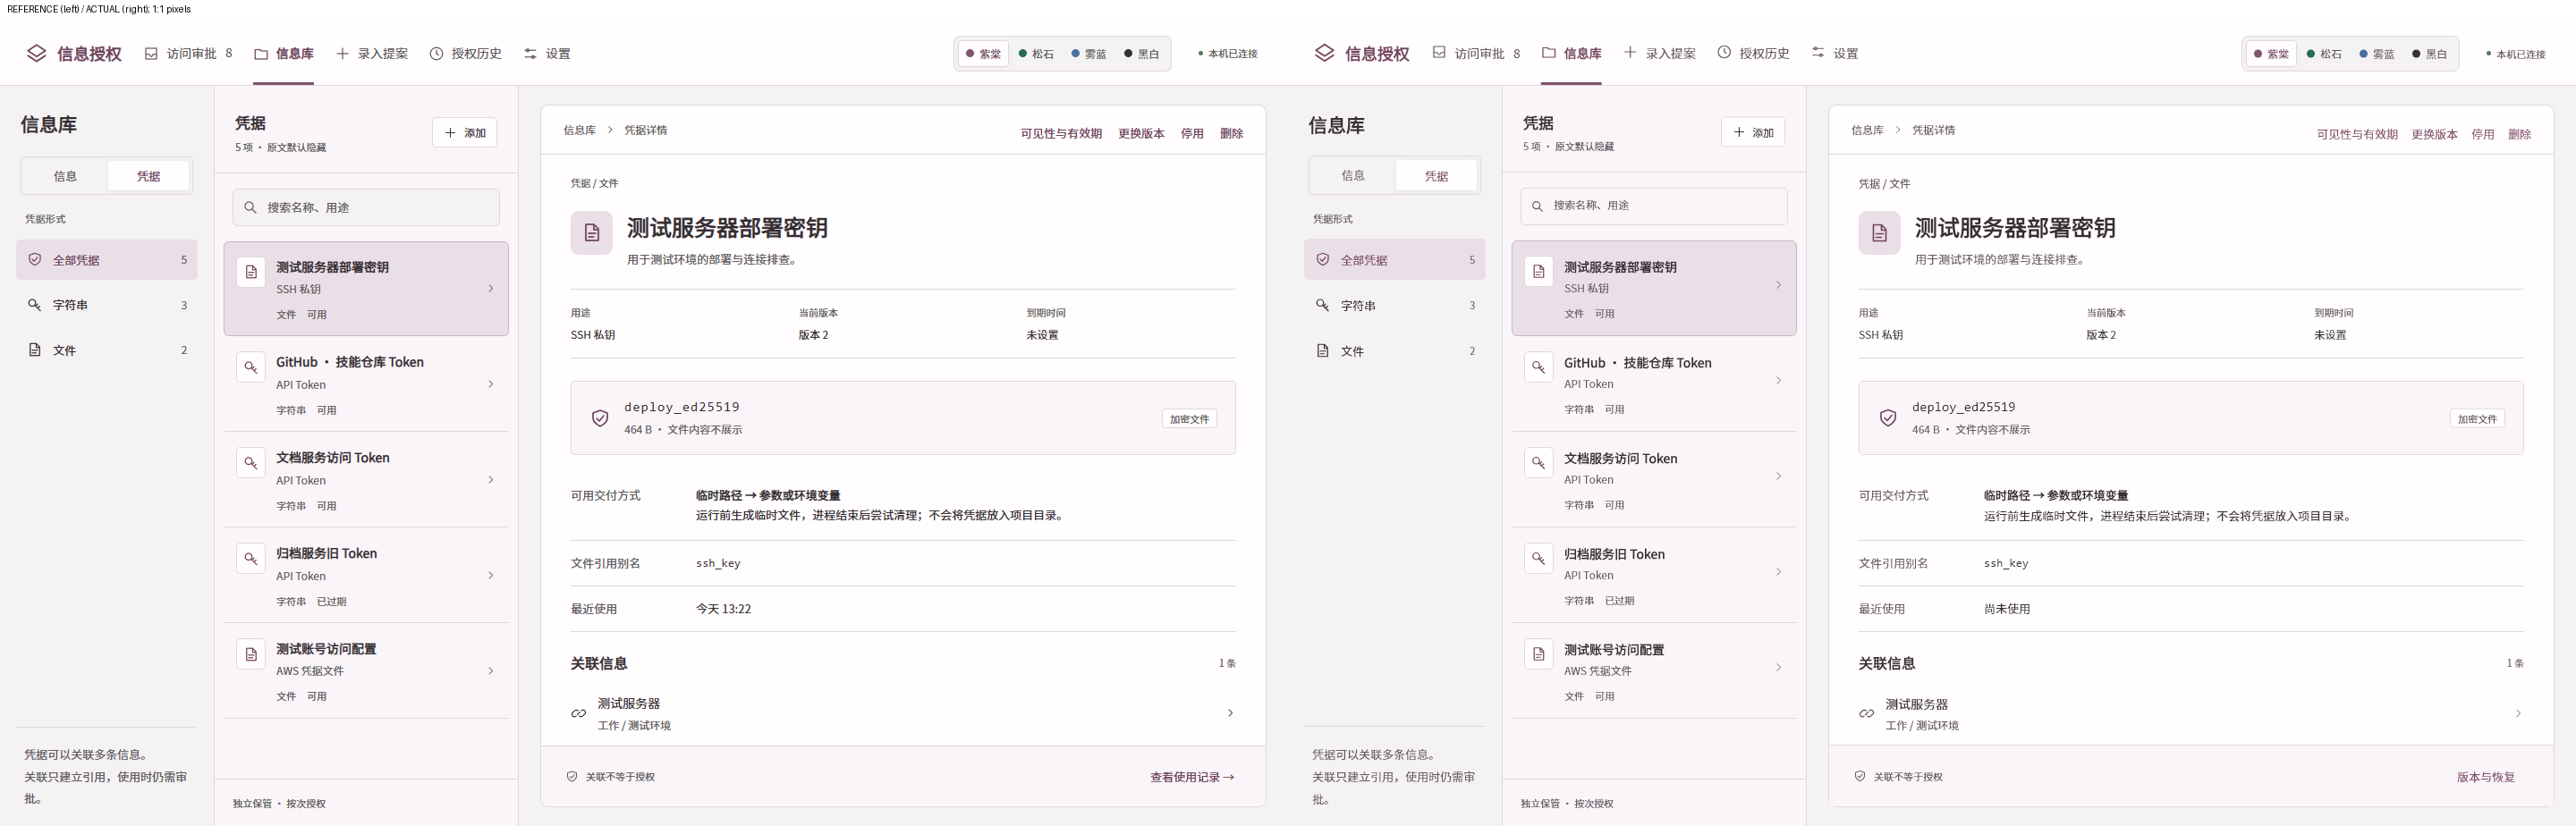 REFERENCE (left) / ACTUAL (right); 1:1 pixels
信息授权 访问审批 8 信息库 录入提案 授权历史 设置 紫棠 松石 雾蓝 黑白 本机已连接
信息库
信息 凭据
凭据形式
全部凭据 5
字符串 3
文件 2
凭据可以关联多条信息。
关联只建立引用，使用时仍需审
批。
凭据
5 项 · 原文默认隐藏
添加
搜索名称、用途
测试服务器部署密钥
SSH 私钥
文件 可用
GitHub · 技能仓库 Token
API Token
字符串 可用
文档服务访问 Token
API Token
字符串 可用
归档服务旧 Token
API Token
字符串 已过期
测试账号访问配置
AWS 凭据文件
文件 可用
独立保管 · 按次授权
信息库 > 凭据详情
可见性与有效期 更换版本 停用 删除
凭据 / 文件
测试服务器部署密钥
用于测试环境的部署与连接排查。
用途 当前版本 到期时间
SSH 私钥 版本 2 未设置
deploy_ed25519
464 B · 文件内容不展示
加密文件
可用交付方式 临时路径 → 参数或环境变量
运行前生成临时文件，进程结束后尝试清理；不会将凭据放入项目目录。
文件引用别名 ssh_key
最近使用 今天 13:22
关联信息 1 条
测试服务器
工作 / 测试环境
关联不等于授权 查看使用记录 →
信息授权 访问审批 8 信息库 录入提案 授权历史 设置 紫棠 松石 雾蓝 黑白 本机已连接
信息库
信息 凭据
凭据形式
全部凭据 5
字符串 3
文件 2
凭据可以关联多条信息。
关联只建立引用，使用时仍需审
批。
凭据
5 项 · 原文默认隐藏
添加
搜索名称、用途
测试服务器部署密钥
SSH 私钥
文件 可用
GitHub · 技能仓库 Token
API Token
字符串 可用
文档服务访问 Token
API Token
字符串 可用
归档服务旧 Token
API Token
字符串 已过期
测试账号访问配置
AWS 凭据文件
文件 可用
独立保管 · 按次授权
信息库 > 凭据详情
可见性与有效期 更换版本 停用 删除
凭据 / 文件
测试服务器部署密钥
用于测试环境的部署与连接排查。
用途 当前版本 到期时间
SSH 私钥 版本 2 未设置
deploy_ed25519
464 B · 文件内容不展示
加密文件
可用交付方式 临时路径 → 参数或环境变量
运行前生成临时文件，进程结束后尝试清理；不会将凭据放入项目目录。
文件引用别名 ssh_key
最近使用 尚未使用
关联信息 1 条
测试服务器
工作 / 测试环境
关联不等于授权 版本与恢复